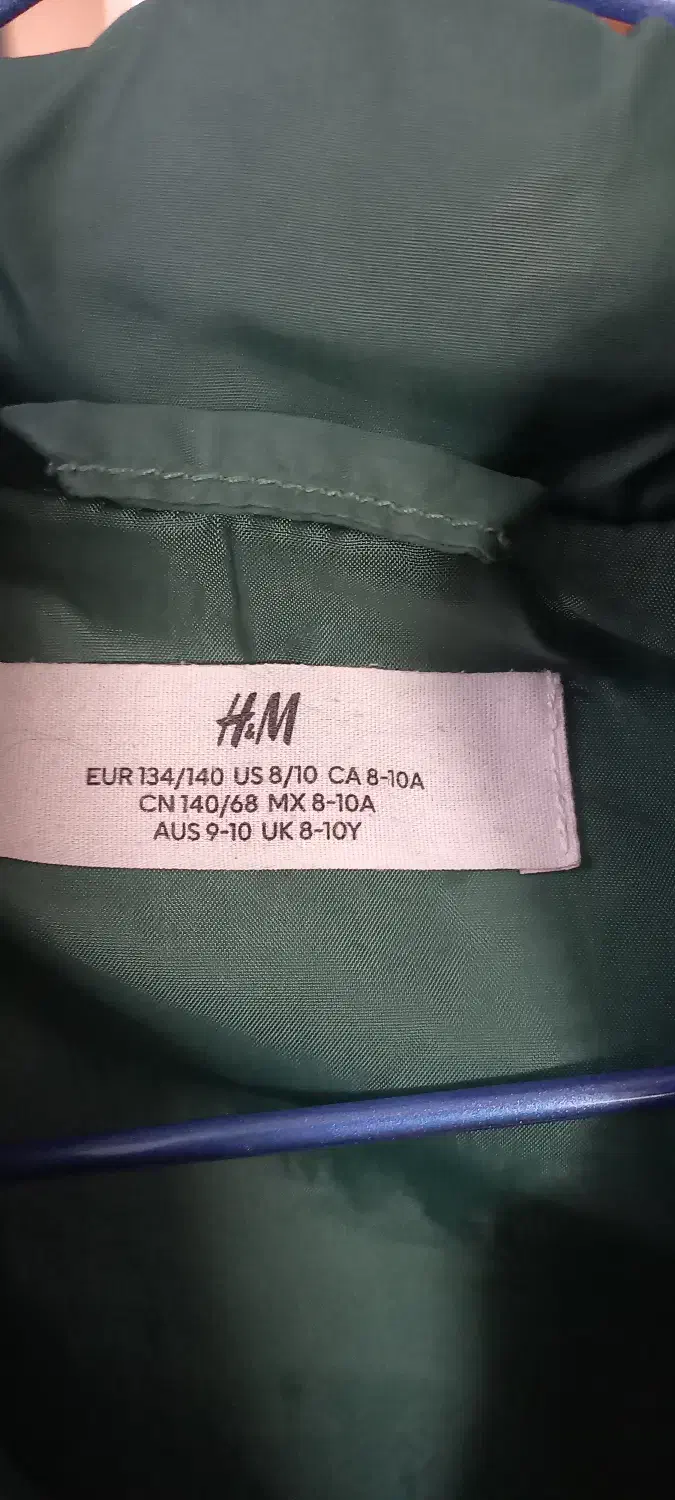 H&M
EUR 134/140 US 8/10 CA 8-10A
CN 140/68 MX 8-10A
AUS 9-10 UK 8-10Y